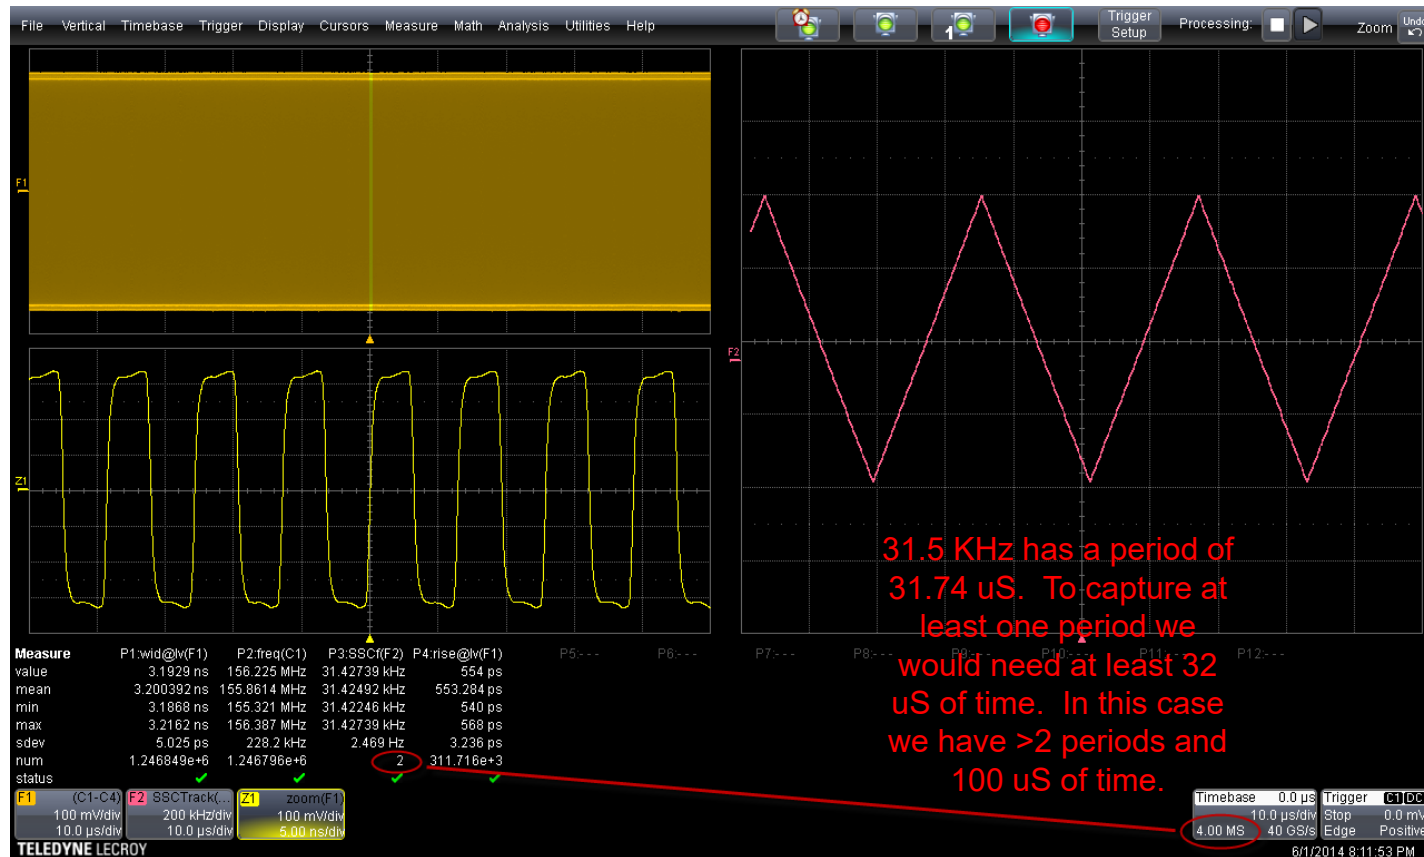 File Vertical Timebase Trigger Display Cursors Measure Math Analysis Utilities Help
1
Trigger
Setup
Processing:
Zoom
Undo
F1
F2
Z1
31.5 KHz has a period of
31.74 uS. To capture at
least one period we
would need at least 32
uS of time. In this case
we have >2 periods and
100 uS of time.
Measure P1:wid@lv(F1) P2:freq(C1) P3:SSCf(F2) P4:rise@lv(F1) P5:--- P6:--- P7:--- P8:--- P9:--- P10:--- P11:--- P12:---
value 3.1929 ns 156.225 MHz 31.42739 kHz 554 ps
mean 3.200392 ns 155.8614 MHz 31.42492 kHz 553.284 ps
min 3.1868 ns 155.321 MHz 31.42246 kHz 540 ps
max 3.2162 ns 156.387 MHz 31.42739 kHz 568 ps
sdev 5.025 ps 228.2 kHz 2.469 Hz 3.236 ps
num 1.246849e+6 1.246796e+6 2 311.716e+3
status
F1 (C1-C4)
100 mV/div
10.0 µs/div
F2 SSCTrack(...
200 kHz/div
10.0 µs/div
Z1 zoom(F1)
100 mV/div
5.00 ns/div
Timebase 0.0 µs
10.0 µs/div
4.00 MS 40 GS/s
Trigger C1 DC
Stop 0.0 mV
Edge Positive
TELEDYNE LECROY
6/1/2014 8:11:53 PM